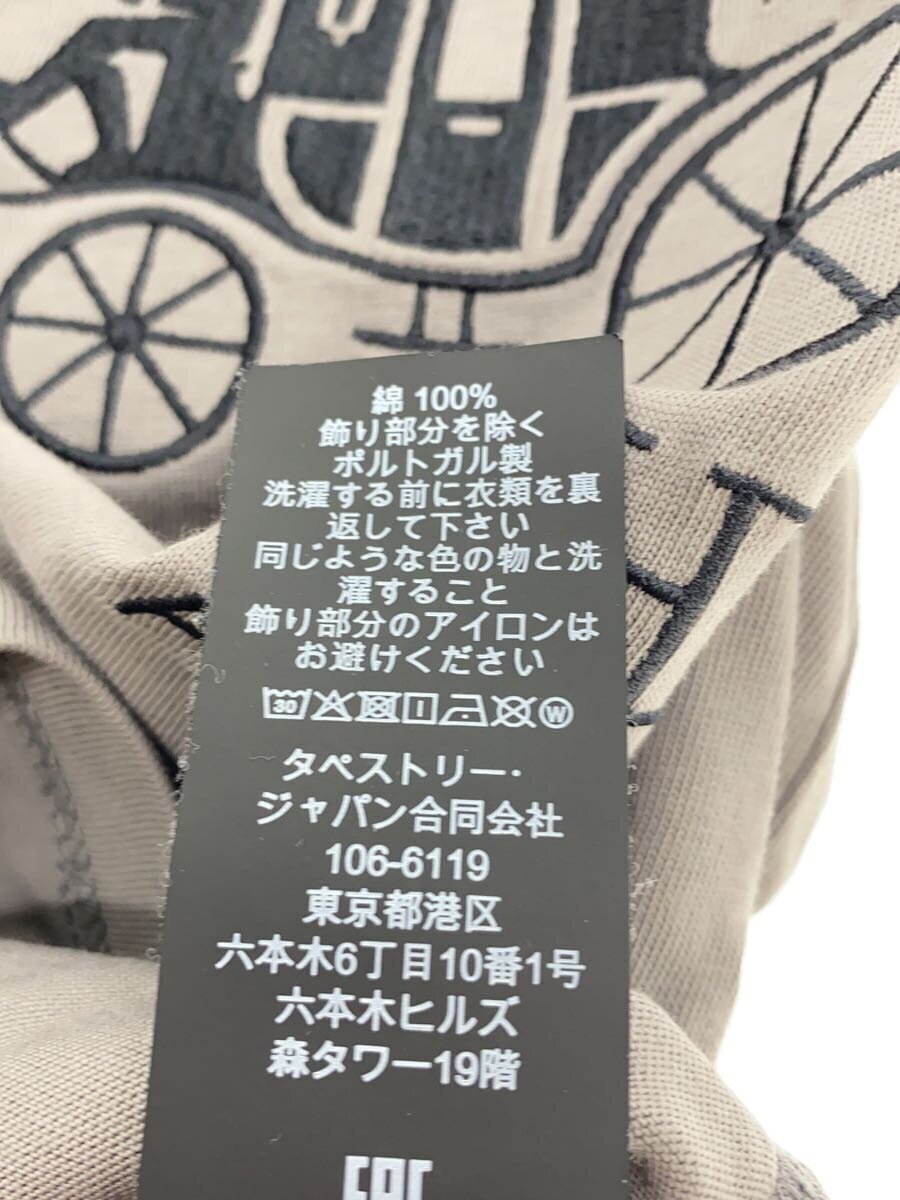 綿 100%
飾り部分を除く
ポルトガル製
洗濯する前に衣類を裏
返して下さい
同じような色の物と洗
濯すること
飾り部分のアイロンは
お避けください
30 W
タペストリー・
ジャパン合同会社
106-6119
東京都港区
六本木6丁目10番1号
六本木ヒルズ
森タワー19階